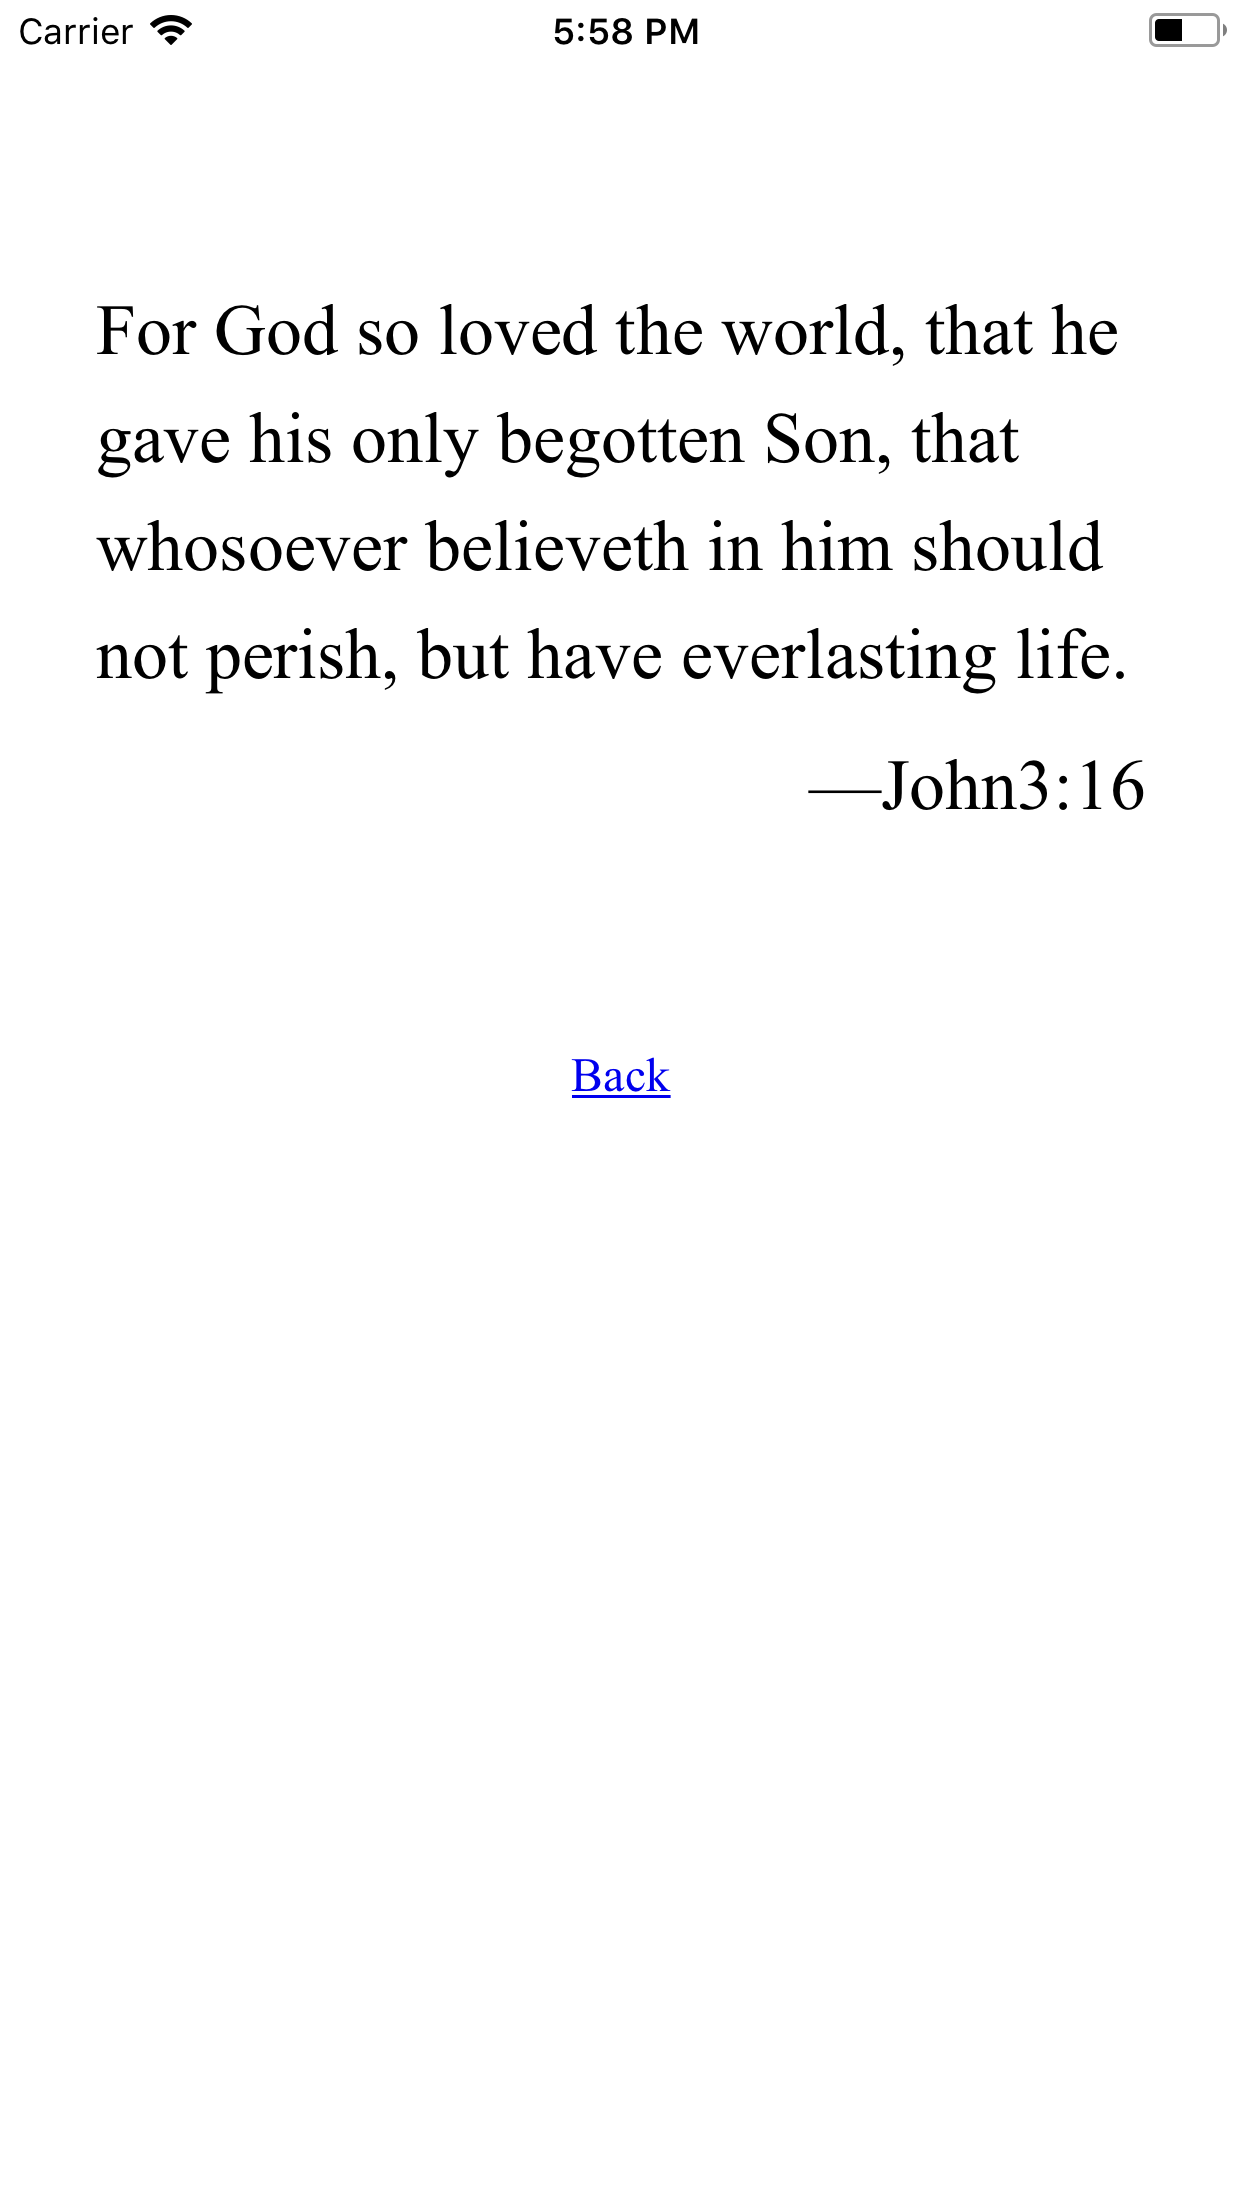 Carrier
5:58 PM
For God so loved the world, that he
gave his only begotten Son, that
whosoever believeth in him should
not perish, but have everlasting life.
—John3:16
Back